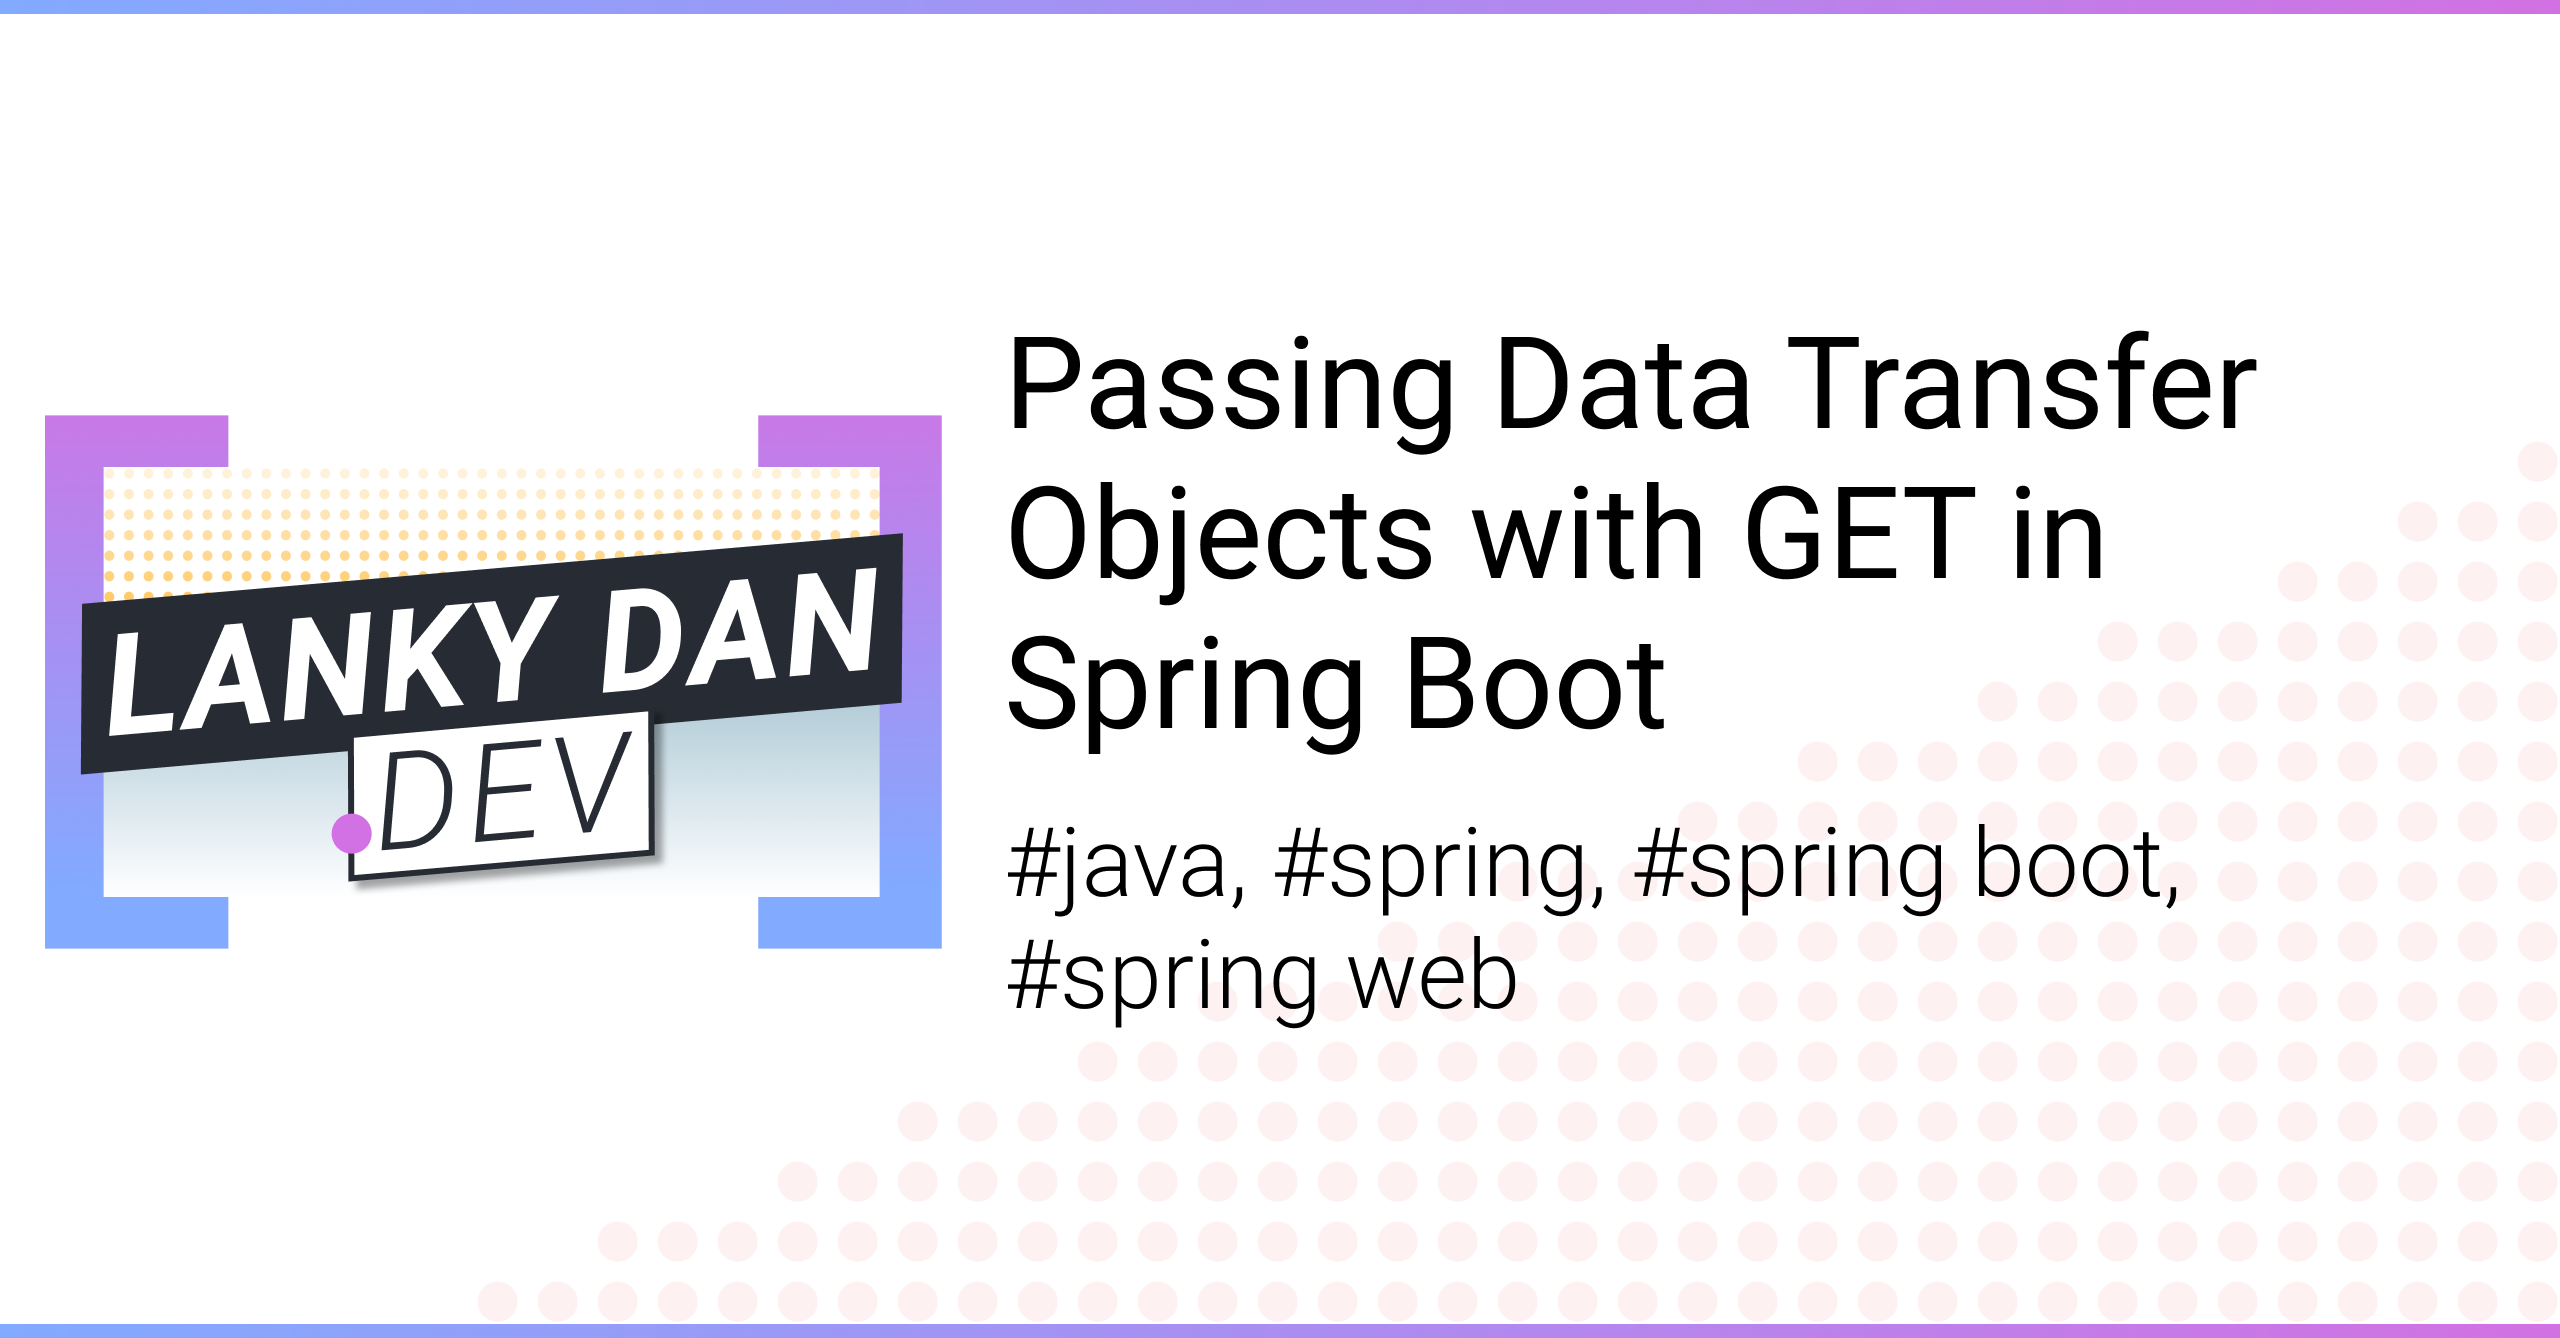 LANKY DAN
DEV
Passing Data Transfer
Objects with GET in
Spring Boot
#java, #spring, #spring boot,
#spring web